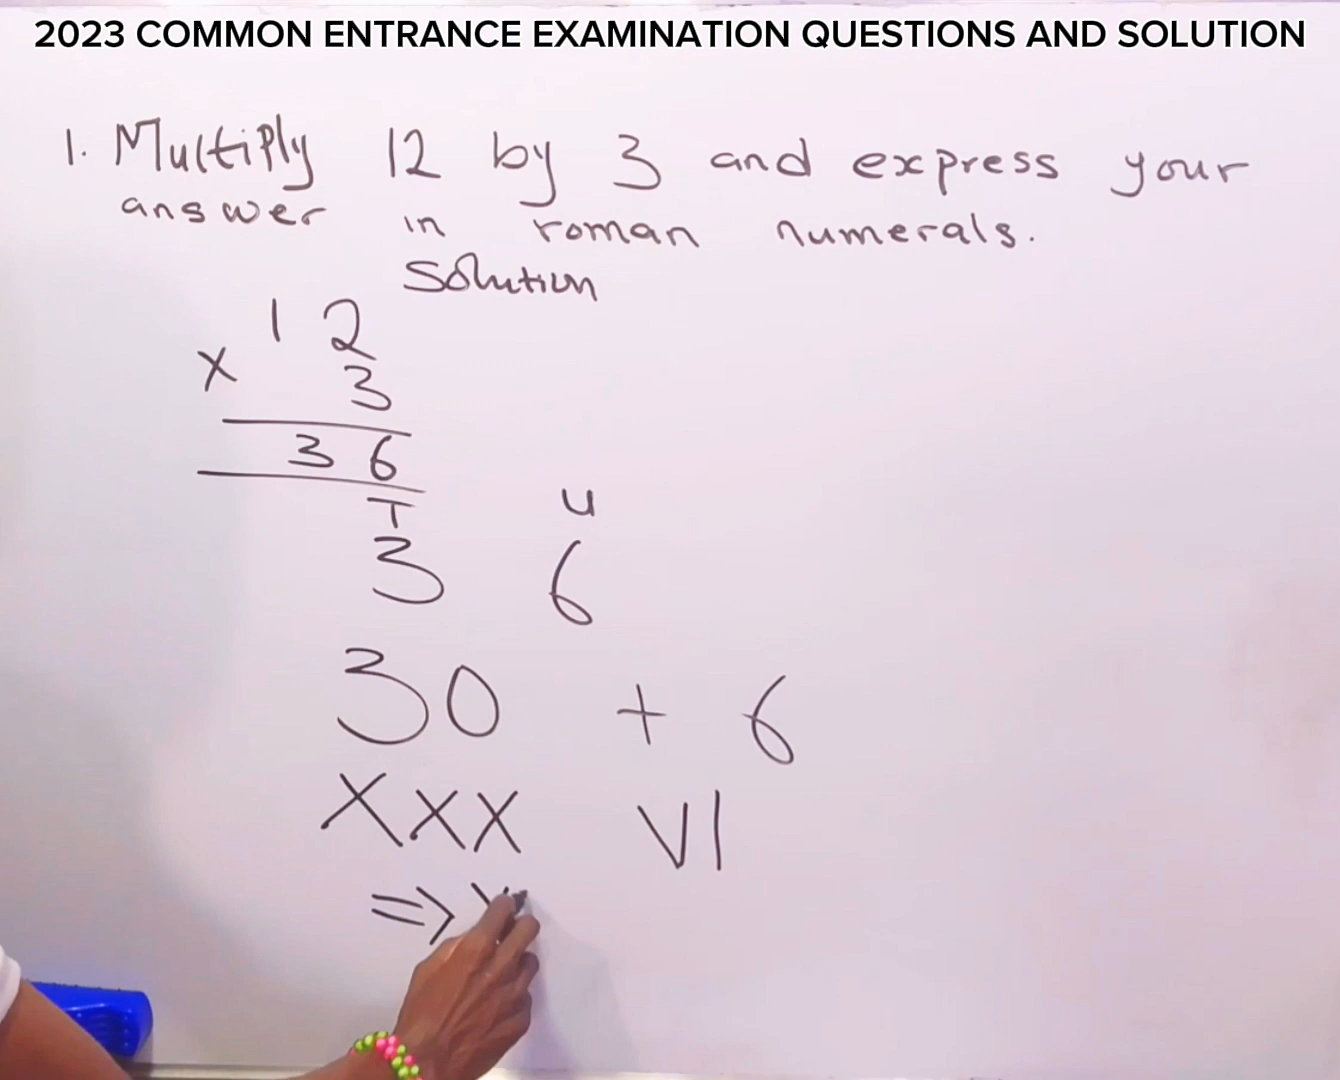 2023 COMMON ENTRANCE EXAMINATION QUESTIONS AND SOLUTION
1. Multiply 12 by 3 and express your
answer in roman numerals.
Solution
1 2
x 3
3 6
T U
3 6
30 + 6
XXX VI
=> X